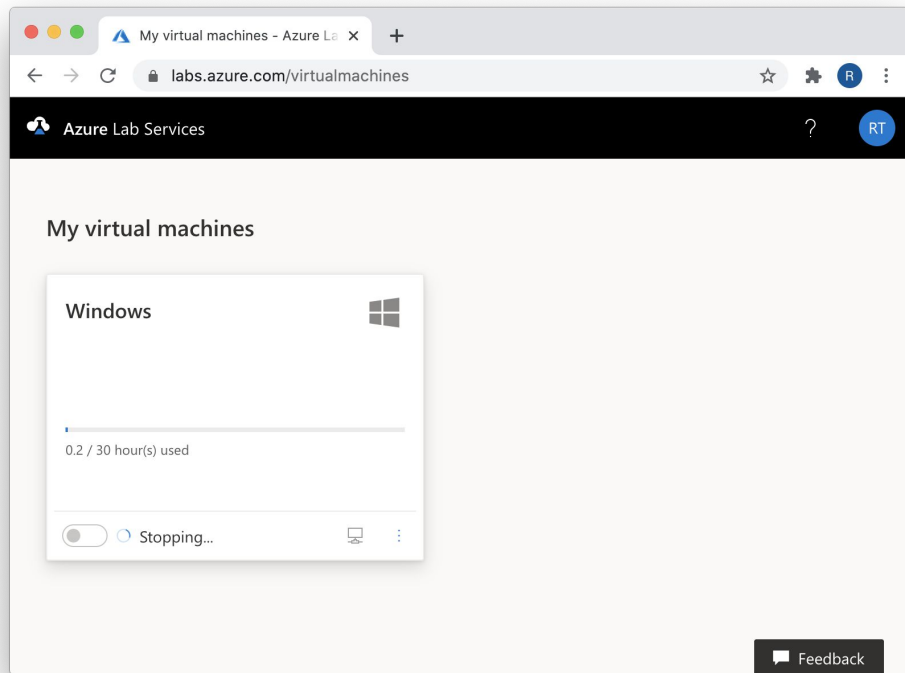 My virtual machines - Azure La
labs.azure.com/virtualmachines
R
Azure Lab Services
?
RT
My virtual machines
Windows
0.2 / 30 hour(s) used
Stopping...
Feedback